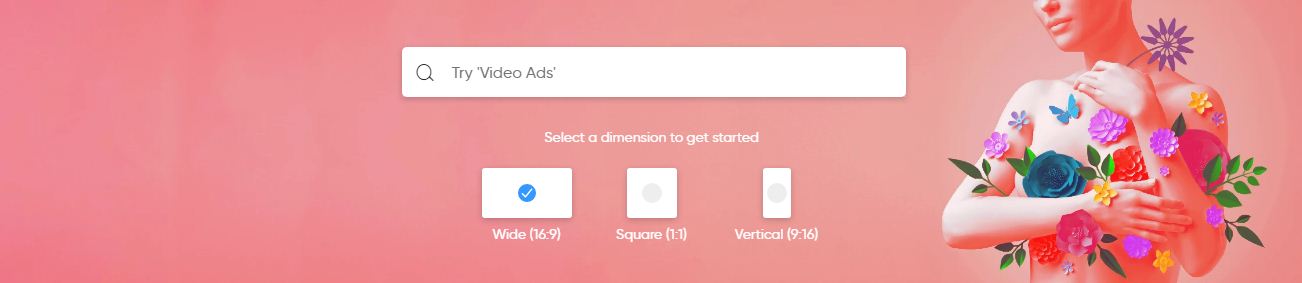 Try 'Video Ads'
Select a dimension to get started
Wide (16:9)
Square (1:1)
Vertical (9:16)